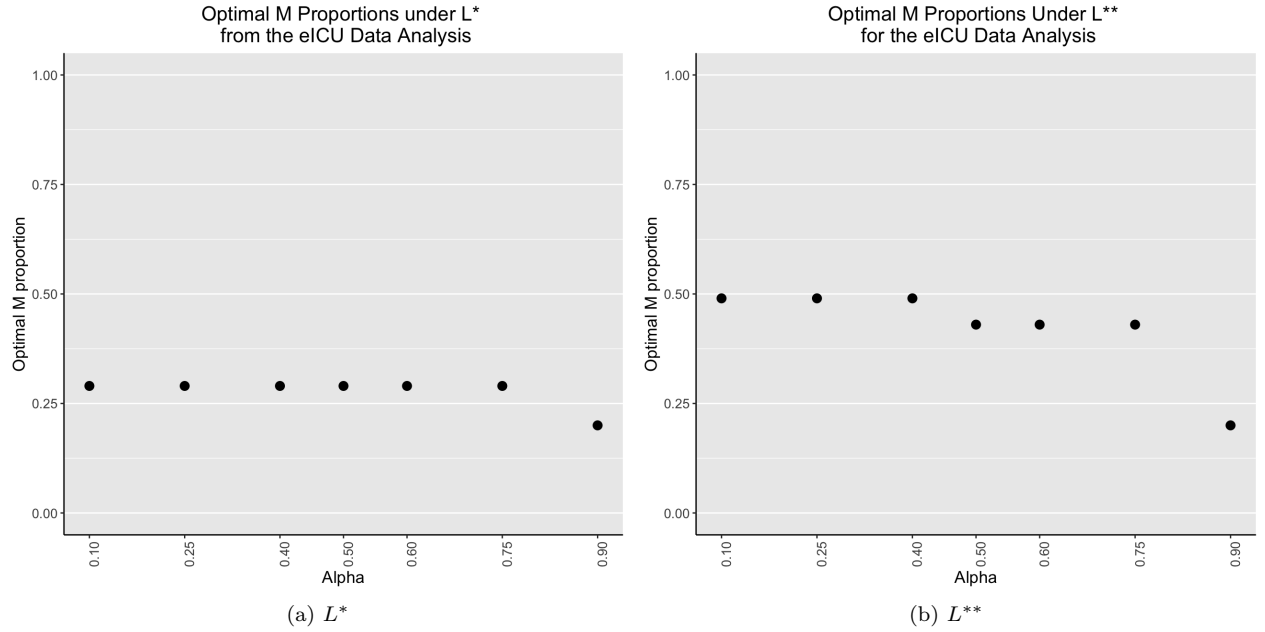 Optimal M Proportions under L*
from the eICU Data Analysis
1.00
0.75
0.50
0.25
0.00
Optimal M proportion
0.10
0.25
0.40
0.50
0.60
0.75
0.90
Alpha
(a) L*
Optimal M Proportions Under L**
for the eICU Data Analysis
1.00
0.75
0.50
0.25
0.00
Optimal M proportion
0.10
0.25
0.40
0.50
0.60
0.75
0.90
Alpha
(b) L**